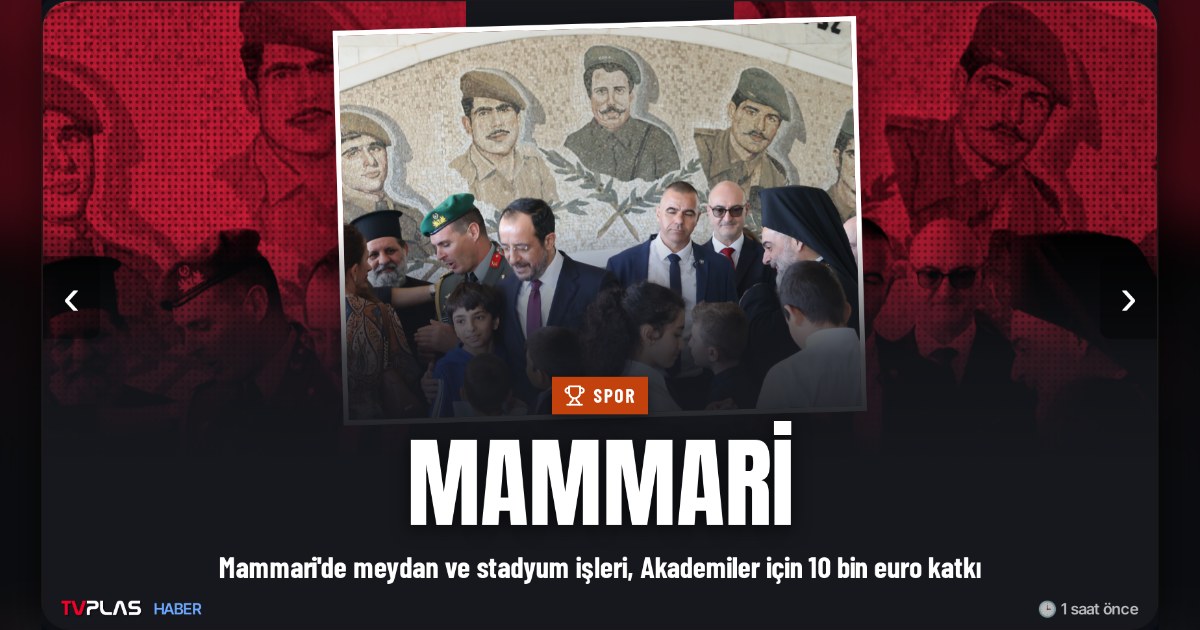 SPOR
MAMMARİ
Mammari'de meydan ve stadyum işleri, Akademiler için 10 bin euro katkı
TVPLAS HABER
1 saat önce